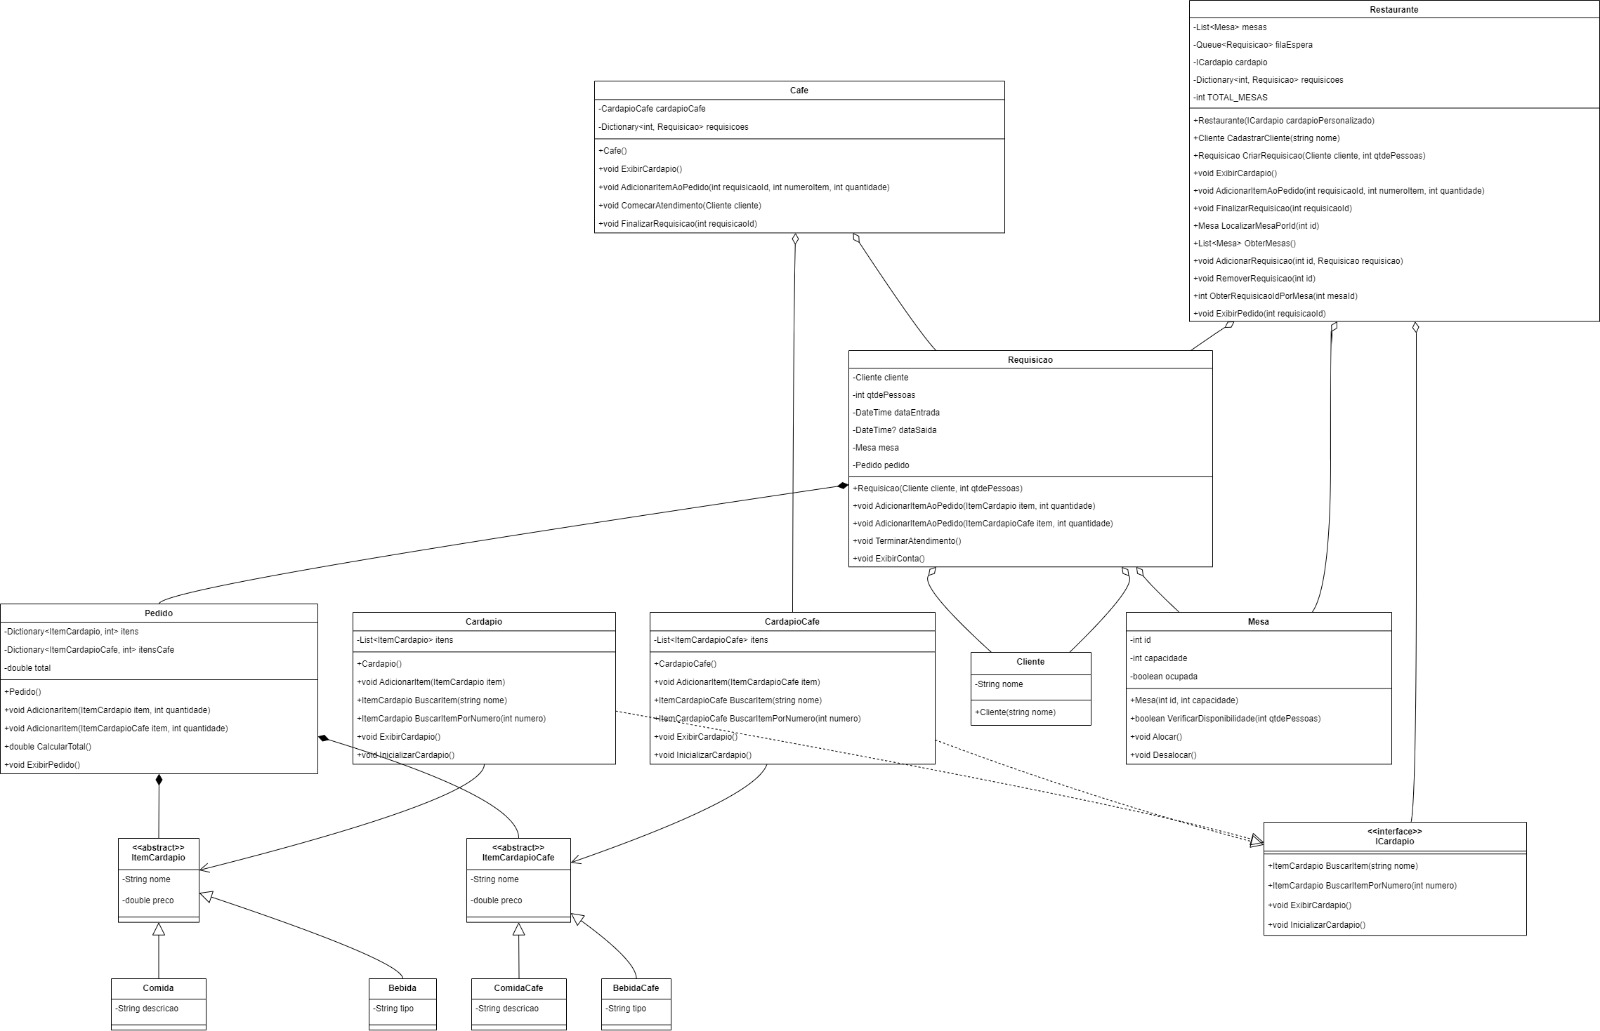 Restaurante
-List<Mesa> mesas
-Queue<Requisicao> filaEspera
-ICardapio cardapio
-Dictionary<int, Requisicao> requisicoes
-int TOTAL_MESAS
+Restaurante(ICardapio cardapioPersonalizado)
+Cliente CadastrarCliente(string nome)
+Requisicao CriarRequisicao(Cliente cliente, int qtdePessoas)
+void ExibirCardapio()
+void AdicionarItemAoPedido(int requisicaoId, int numeroItem, int quantidade)
+void FinalizarRequisicao(int requisicaoId)
+Mesa LocalizarMesaPorId(int id)
+List<Mesa> ObterMesas()
+void AdicionarRequisicao(int id, Requisicao requisicao)
+void RemoverRequisicao(int id)
+int ObterRequisicaoIdPorMesa(int mesaId)
+void ExibirPedido(int requisicaoId)
Cafe
-CardapioCafe cardapioCafe
-Dictionary<int, Requisicao> requisicoes
+Cafe()
+void ExibirCardapio()
+void AdicionarItemAoPedido(int requisicaoId, int numeroItem, int quantidade)
+void ComecarAtendimento(Cliente cliente)
+void FinalizarRequisicao(int requisicaoId)
Requisicao
-Cliente cliente
-int qtdePessoas
-DateTime dataEntrada
-DateTime? dataSaida
-Mesa mesa
-Pedido pedido
+Requisicao(Cliente cliente, int qtdePessoas)
+void AdicionarItemAoPedido(ItemCardapio item, int quantidade)
+void AdicionarItemAoPedido(ItemCardapioCafe item, int quantidade)
+void TerminarAtendimento()
+void ExibirConta()
Pedido
-Dictionary<ItemCardapio, int> itens
-Dictionary<ItemCardapioCafe, int> itensCafe
-double total
+Pedido()
+void AdicionarItem(ItemCardapio item, int quantidade)
+void AdicionarItem(ItemCardapioCafe item, int quantidade)
+double CalcularTotal()
+void ExibirPedido()
Cardapio
-List<ItemCardapio> itens
+Cardapio()
+void AdicionarItem(ItemCardapio item)
+ItemCardapio BuscarItem(string nome)
+ItemCardapio BuscarItemPorNumero(int numero)
+void ExibirCardapio()
+void InicializarCardapio()
CardapioCafe
-List<ItemCardapioCafe> itens
+CardapioCafe()
+void AdicionarItem(ItemCardapioCafe item)
+ItemCardapioCafe BuscarItem(string nome)
+ItemCardapioCafe BuscarItemPorNumero(int numero)
+void ExibirCardapio()
+void InicializarCardapio()
Cliente
-String nome
+Cliente(string nome)
Mesa
-int id
-int capacidade
-boolean ocupada
+Mesa(int id, int capacidade)
+boolean VerificarDisponibilidade(int qtdePessoas)
+void Alocar()
+void Desalocar()
<<abstract>>
ItemCardapio
-String nome
-double preco
<<abstract>>
ItemCardapioCafe
-String nome
-double preco
<<interface>>
ICardapio
+ItemCardapio BuscarItem(string nome)
+ItemCardapio BuscarItemPorNumero(int numero)
+void ExibirCardapio()
+void InicializarCardapio()
Comida
-String descricao
Bebida
-String tipo
ComidaCafe
-String descricao
BebidaCafe
-String tipo